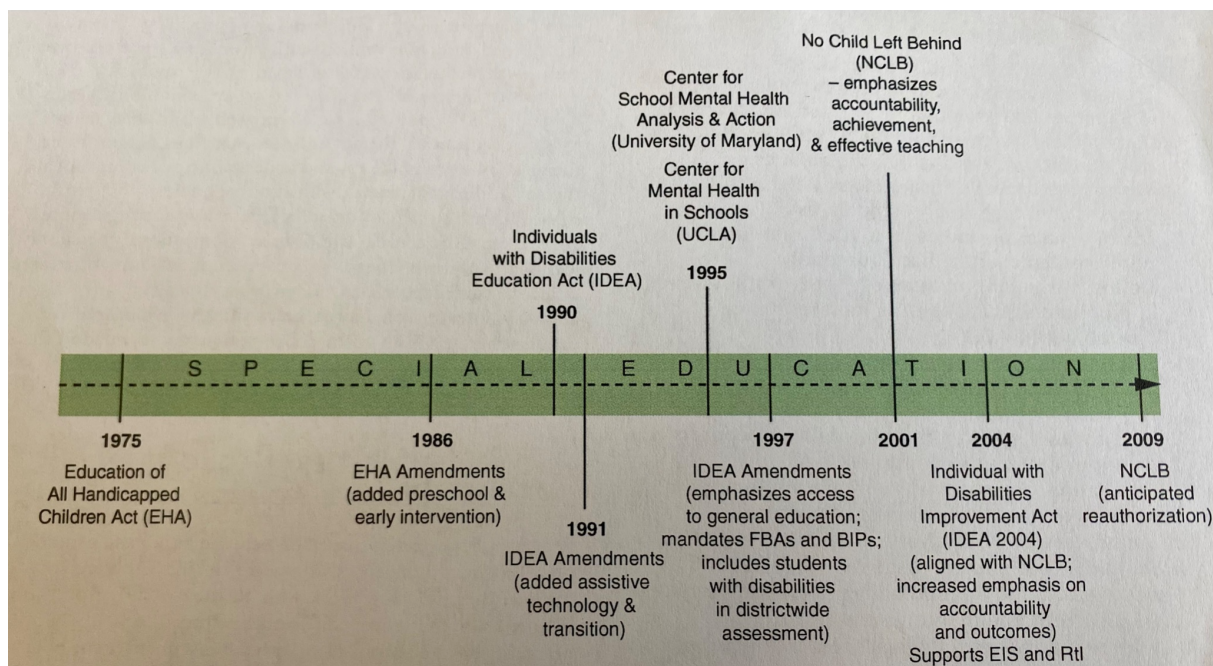 No Child Left Behind
(NCLB)
– emphasizes
accountability,
achievement,
& effective teaching
Center for
School Mental Health
Analysis & Action
(University of Maryland)
Center for
Mental Health
in Schools
(UCLA)
1995
Individuals
with Disabilities
Education Act (IDEA)
1990
S P E C I A L E D U C A T I O N
1975
Education of
All Handicapped
Children Act (EHA)
1986
EHA Amendments
(added preschool &
early intervention)
1991
IDEA Amendments
(added assistive
technology &
transition)
1997
IDEA Amendments
(emphasizes access
to general education;
mandates FBAs and BIPs;
includes students
with disabilities
in districtwide
assessment)
2001
2004
Individual with
Disabilities
Improvement Act
(IDEA 2004)
(aligned with NCLB;
increased emphasis on
accountability
and outcomes)
Supports EIS and RtI
2009
NCLB
(anticipated
reauthorization)